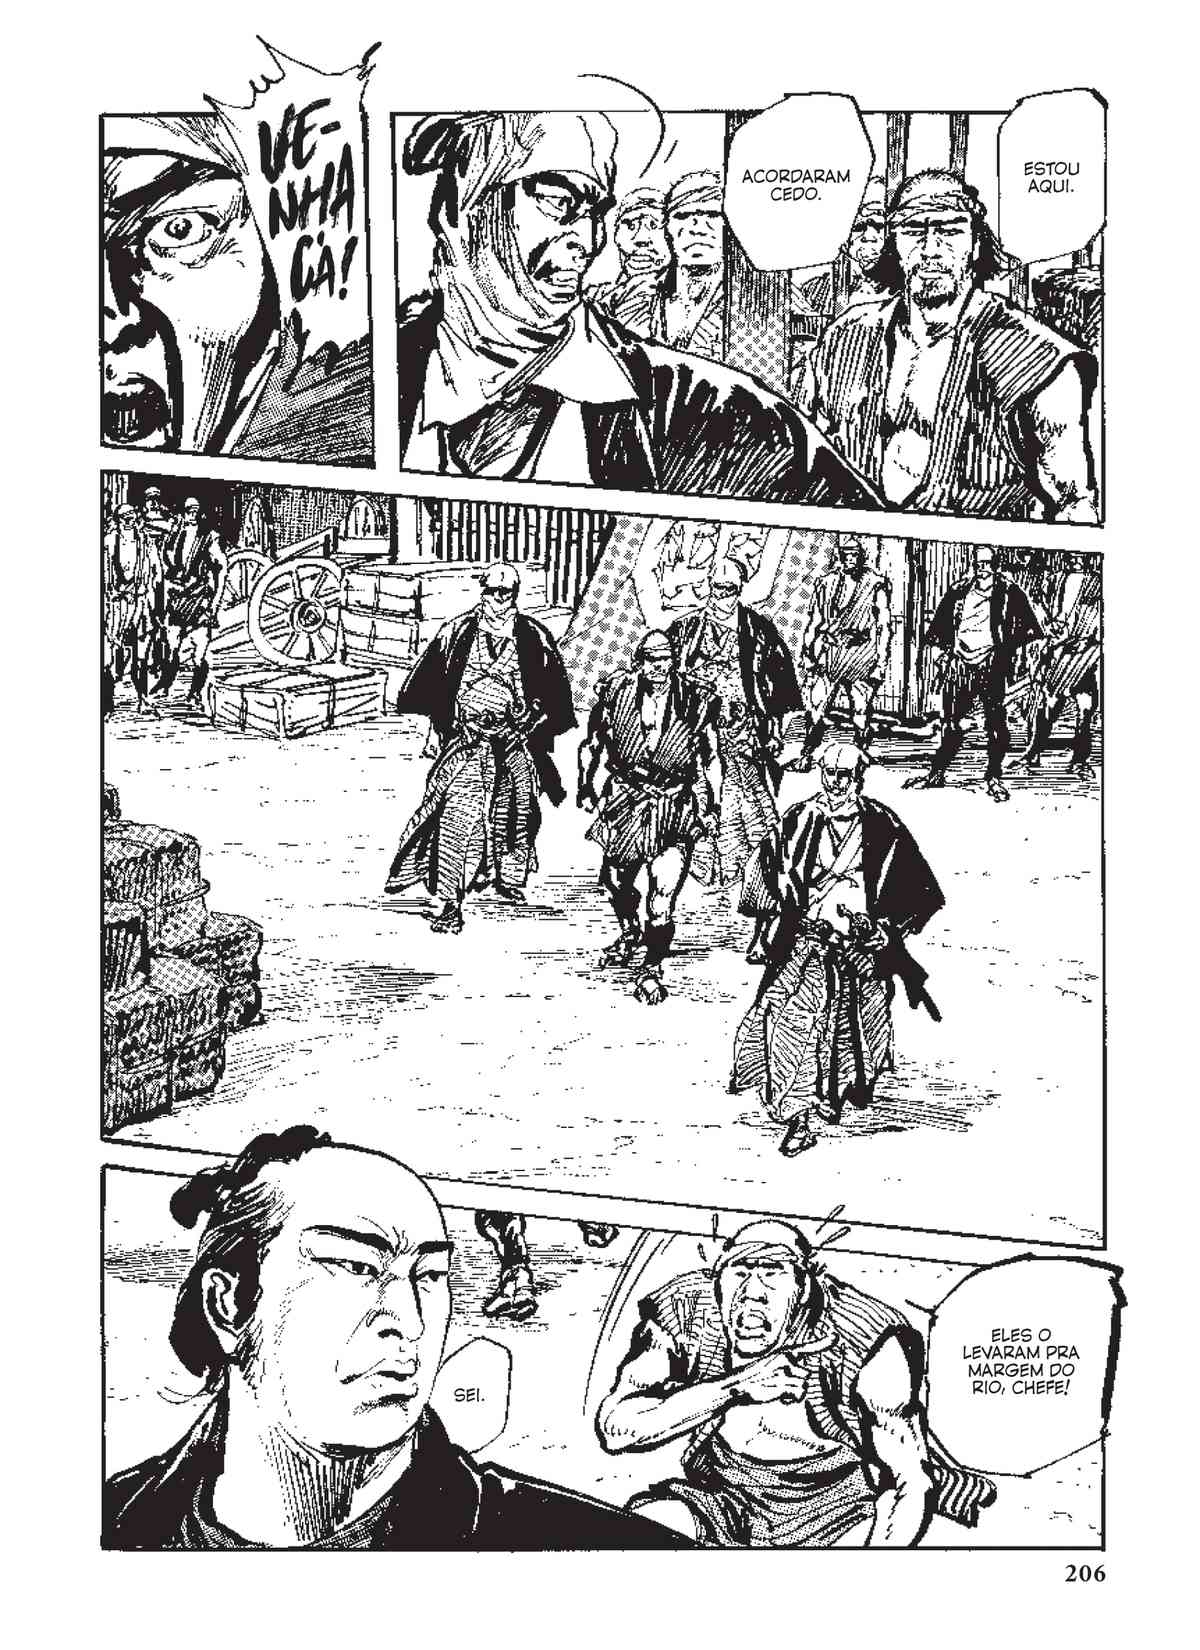 VE-
NHA
CÁ!
ACORDARAM
CEDO.
ESTOU
AQUI.
SEI.
ELES O
LEVARAM PRA
MARGEM DO
RIO, CHEFE!
206